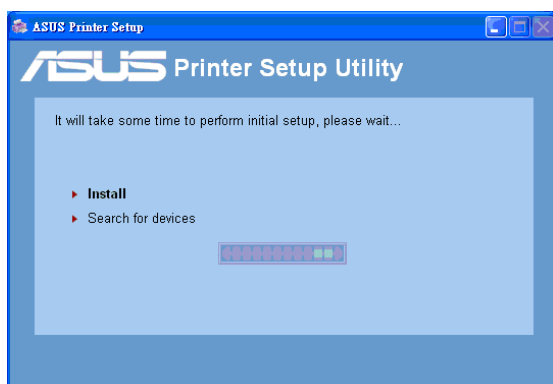 ASUS Printer Setup
ASUS Printer Setup Utility
It will take some time to perform initial setup, please wait...
Install
Search for devices